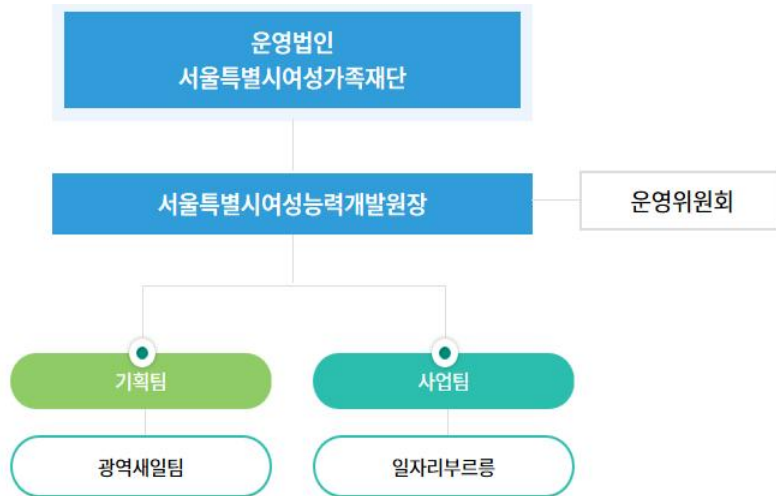 운영법인
서울특별시여성가족재단
서울특별시여성능력개발원장
운영위원회
기획팀
사업팀
광역새일팀
일자리부르릉